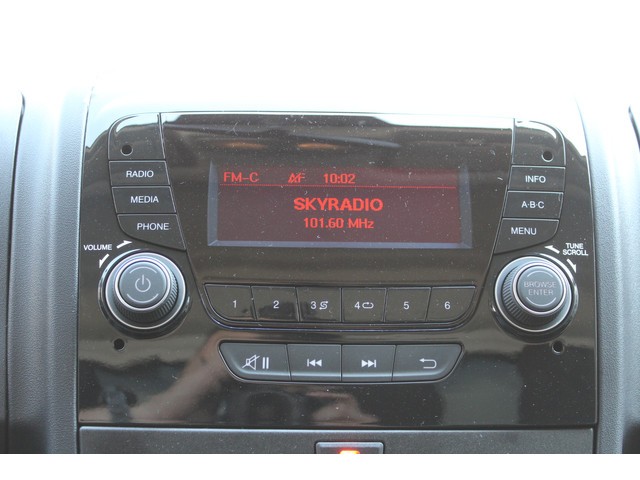 FM-C AF 10:02
SKYRADIO
101.60 MHz
RADIO
MEDIA
PHONE
INFO
A·B·C
MENU
VOLUME
TUNE
SCROLL
BROWSE
ENTER
1 2 3 4 5 6